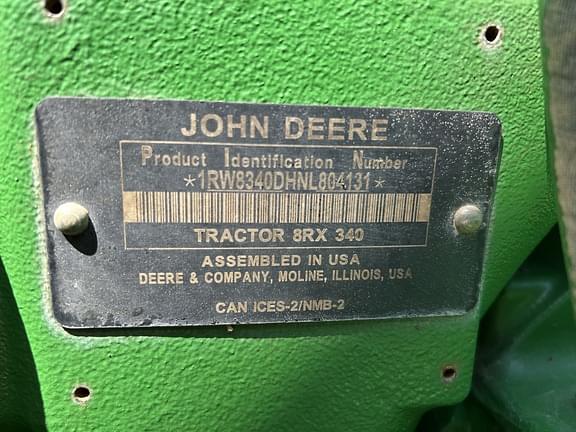 JOHN DEERE
Product Identification Number
*1RW8340DHNL804131*
TRACTOR 8RX 340
ASSEMBLED IN USA
DEERE & COMPANY, MOLINE, ILLINOIS, USA
CAN ICES-2/NMB-2